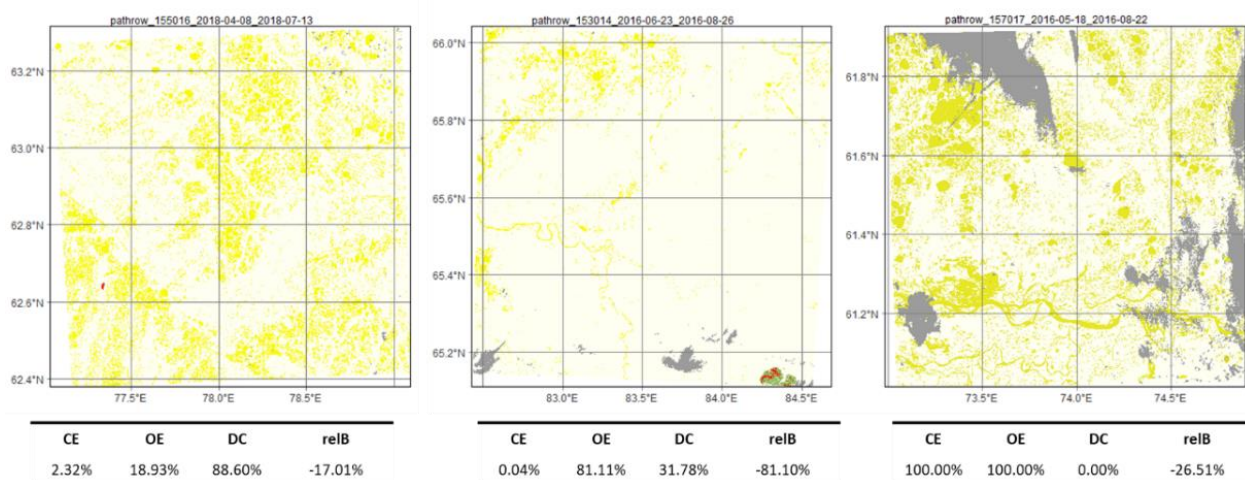 pathrow_155016_2018-04-08_2018-07-13
63.2°N
63.0°N
62.8°N
62.6°N
62.4°N
77.5°E 78.0°E 78.5°E
CE OE DC relB
2.32% 18.93% 88.60% -17.01%
pathrow_153014_2016-06-23_2016-08-26
66.0°N
65.8°N
65.6°N
65.4°N
65.2°N
83.0°E 83.5°E 84.0°E 84.5°E
CE OE DC relB
0.04% 81.11% 31.78% -81.10%
pathrow_157017_2016-05-18_2016-08-22
61.8°N
61.6°N
61.4°N
61.2°N
73.5°E 74.0°E 74.5°E
CE OE DC relB
100.00% 100.00% 0.00% -26.51%